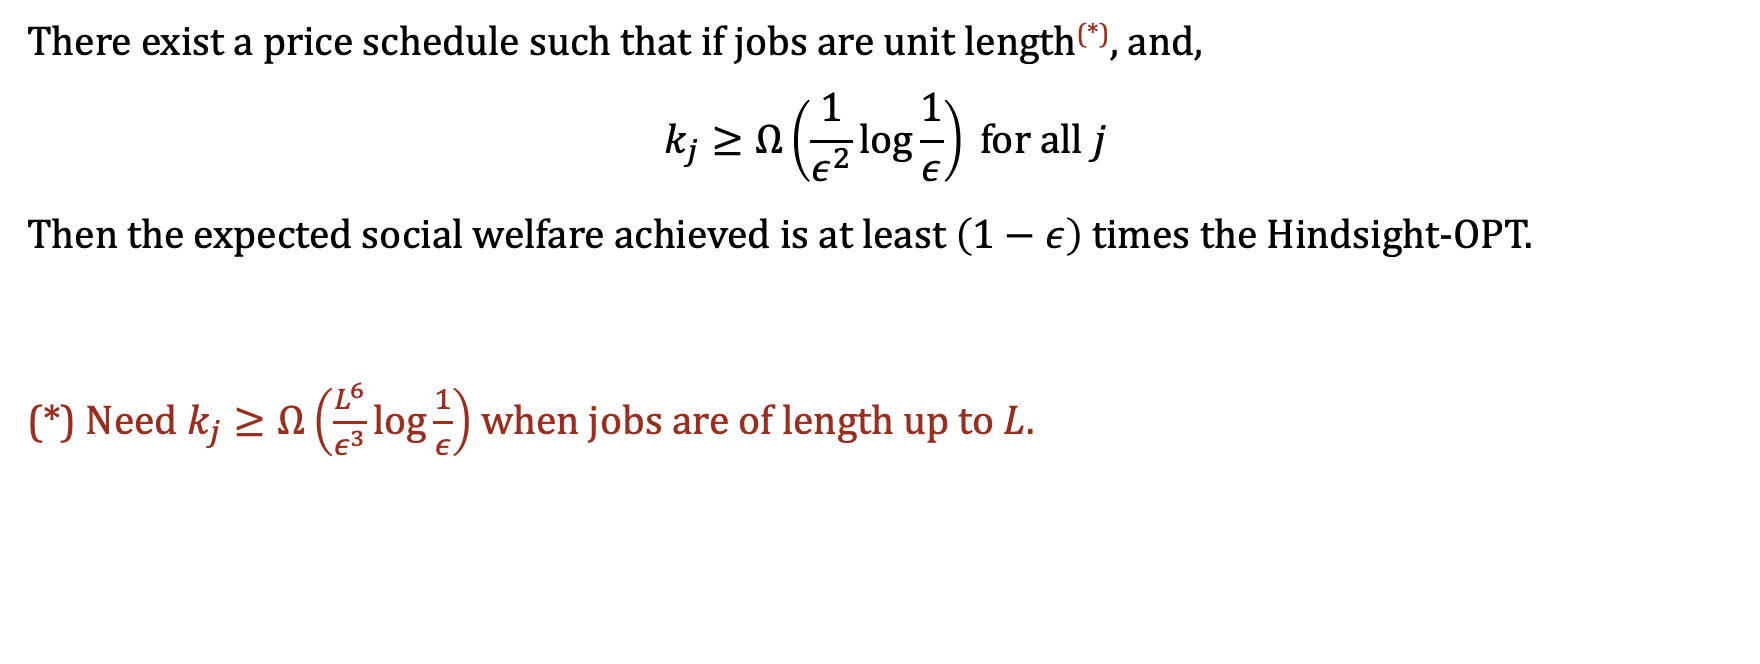 There exist a price schedule such that if jobs are unit length(*), and,
k_j ≥ Ω(1/ϵ² log 1/ϵ) for all j
Then the expected social welfare achieved is at least (1 − ϵ) times the Hindsight-OPT.
(*) Need k_j ≥ Ω(L⁶/ϵ³ log 1/ϵ) when jobs are of length up to L.